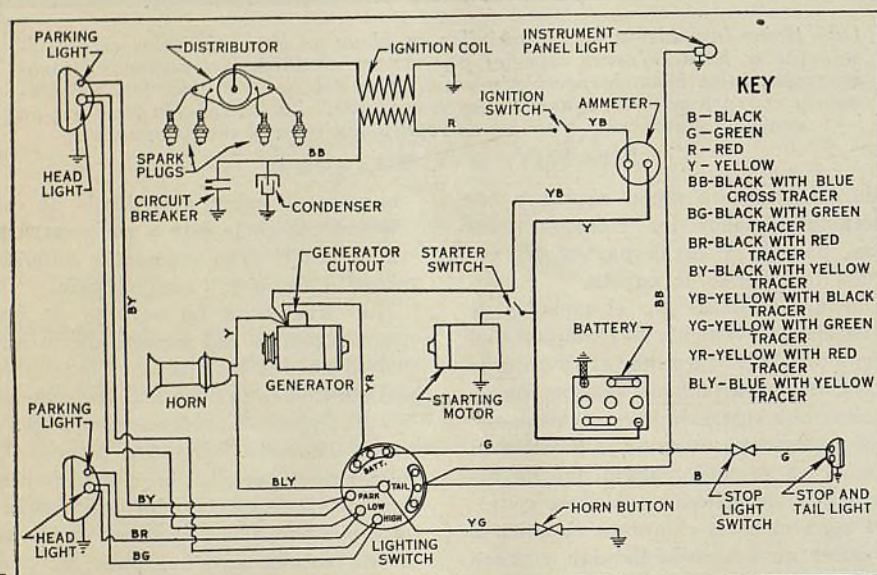 PARKING
LIGHT
DISTRIBUTOR
IGNITION COIL
INSTRUMENT
PANEL LIGHT
KEY
B-BLACK
G-GREEN
R-RED
Y-YELLOW
BB-BLACK WITH BLUE
CROSS TRACER
BG-BLACK WITH GREEN
TRACER
BR-BLACK WITH RED
TRACER
BY-BLACK WITH YELLOW
TRACER
YB-YELLOW WITH BLACK
TRACER
YG-YELLOW WITH GREEN
TRACER
YR-YELLOW WITH RED
TRACER
BLY-BLUE WITH YELLOW
TRACER
IGNITION
SWITCH
AMMETER
R
YB
HEAD
LIGHT
SPARK
PLUGS
BB
CIRCUIT
BREAKER
CONDENSER
YB
Y
GENERATOR
CUTOUT
STARTER
SWITCH
BB
BY
Y
BATTERY
HORN
GENERATOR
YR
STARTING
MOTOR
PARKING
LIGHT
G
BATT.
BLY
TAIL
G
B
BY
PARK
LOW
HIGH
HORN BUTTON
STOP
LIGHT
SWITCH
STOP AND
TAIL LIGHT
YG
HEAD
LIGHT
BR
BG
LIGHTING
SWITCH